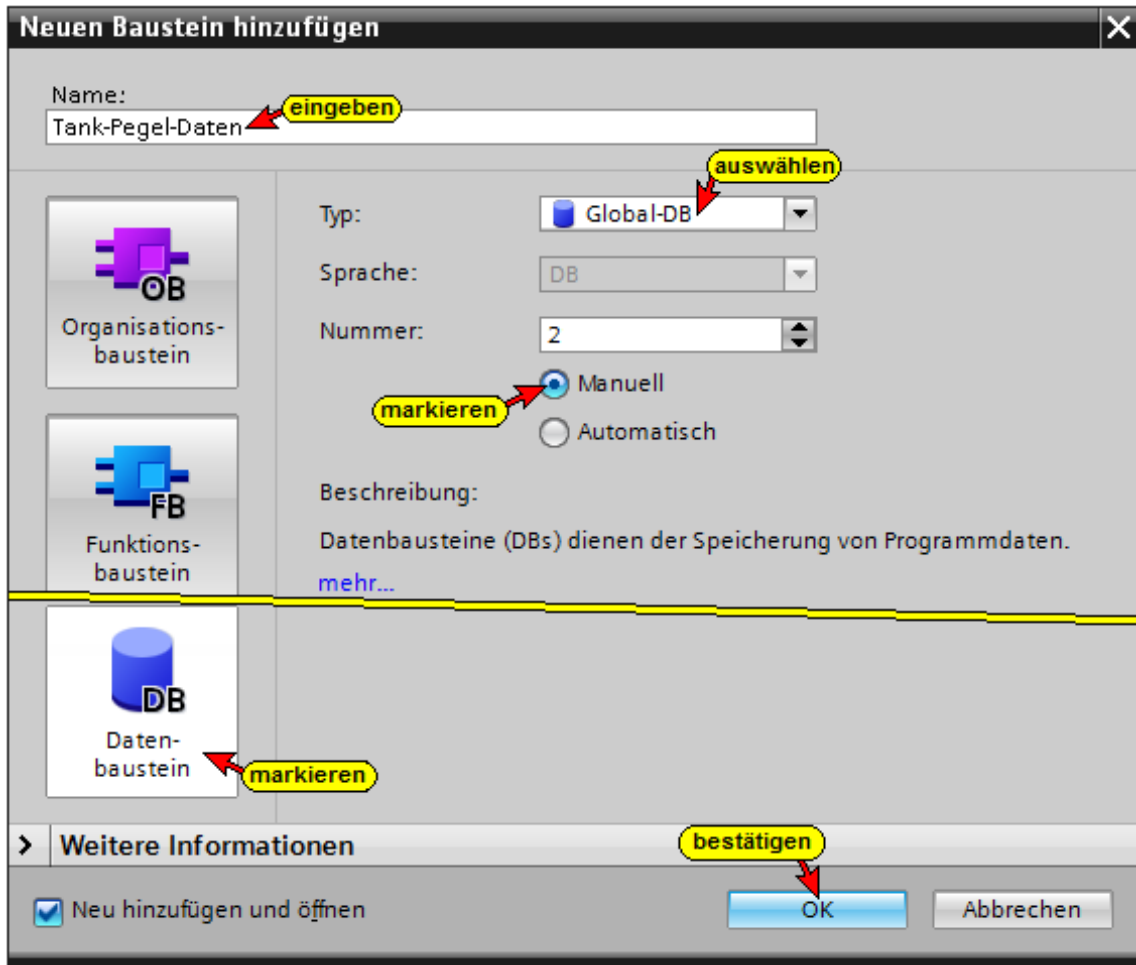 Neuen Baustein hinzufügen
Name:
eingeben
Tank-Pegel-Daten
auswählen
Typ:
Global-DB
OB
Organisations-
baustein
Sprache:
DB
Nummer:
2
markieren
Manuell
Automatisch
FB
Funktions-
baustein
Beschreibung:
Datenbausteine (DBs) dienen der Speicherung von Programmdaten.
mehr...
DB
Daten-
baustein
markieren
Weitere Informationen
bestätigen
Neu hinzufügen und öffnen
OK
Abbrechen